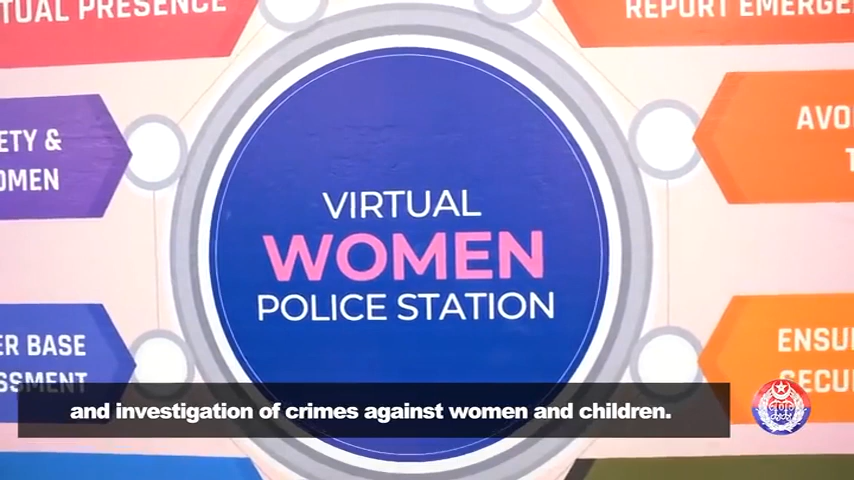 TUAL PRESENCE
REPORT EMERGE
ETY &
OMEN
AVO
T
VIRTUAL
WOMEN
POLICE STATION
ER BASE
SSMENT
ENSU
SECU
and investigation of crimes against women and children.